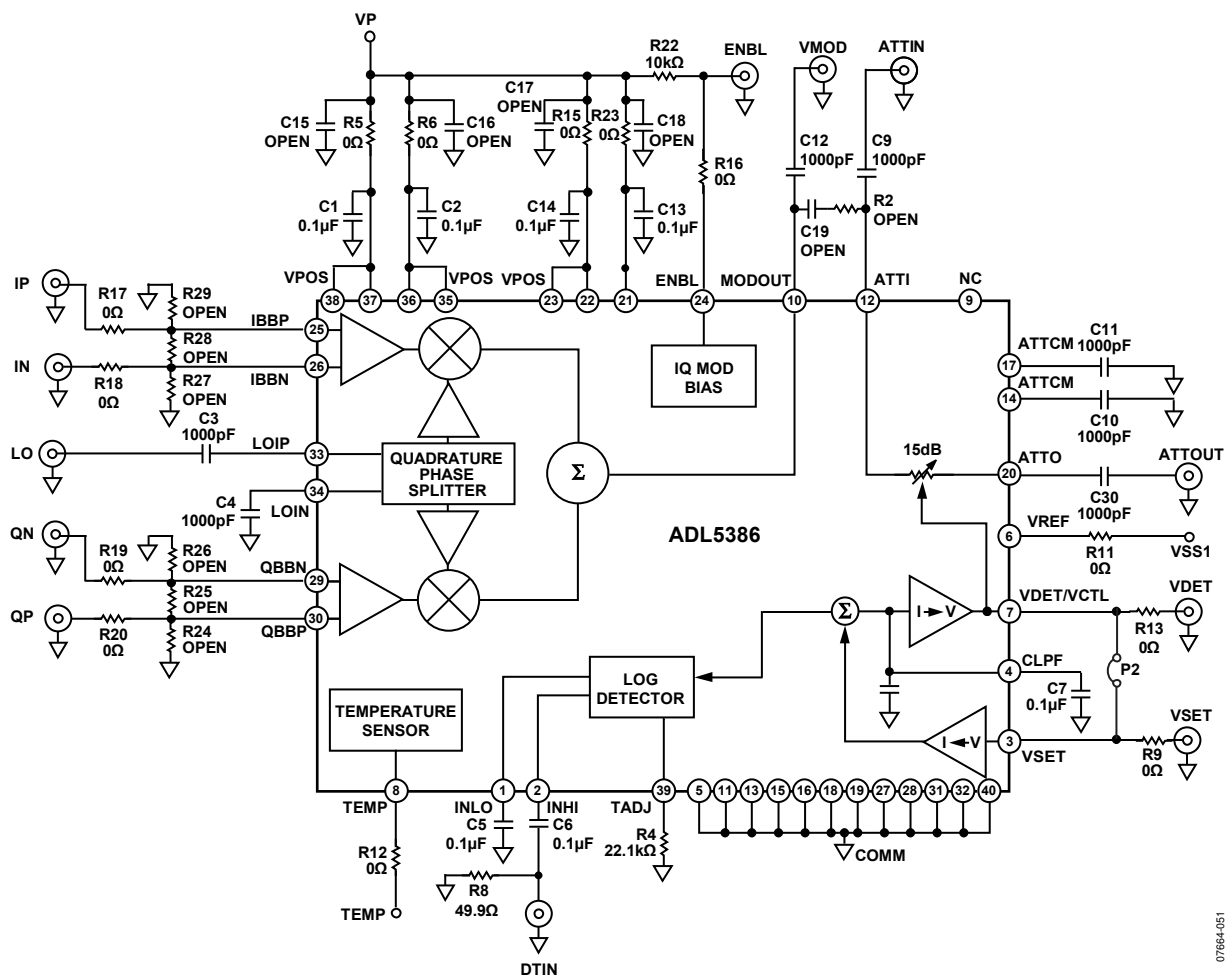 VP
R22
10kΩ
ENBL
VMOD
ATTIN
C15
OPEN
R5
0Ω
R6
0Ω
C16
OPEN
C17
OPEN
R15
0Ω
R23
0Ω
C18
OPEN
R16
0Ω
C12
1000pF
C9
1000pF
C1
0.1µF
C2
0.1µF
C14
0.1µF
C13
0.1µF
C19
OPEN
R2
OPEN
VPOS
VPOS
VPOS
ENBL
MODOUT
ATTI
NC
38
37
36
35
23
22
21
24
10
12
9
IP
R17
0Ω
R29
OPEN
IBBP
25
R28
OPEN
IN
R18
0Ω
R27
OPEN
IBBN
26
IQ MOD
BIAS
17
ATTCM
C11
1000pF
14
ATTCM
C10
1000pF
LO
C3
1000pF
LOIP
33
QUADRATURE
PHASE
SPLITTER
C4
1000pF
LOIN
34
Σ
15dB
20
ATTO
C30
1000pF
ATTOUT
ADL5386
6
VREF
R11
0Ω
VSS1
QN
R19
0Ω
R26
OPEN
QBBN
29
R25
OPEN
QP
R20
0Ω
R24
OPEN
QBBP
30
Σ
I V
7
VDET/VCTL
R13
0Ω
VDET
4
CLPF
C7
0.1µF
P2
LOG
DETECTOR
TEMPERATURE
SENSOR
I V
3
VSET
R9
0Ω
VSET
8
TEMP
1
INLO
2
INHI
39
TADJ
5
11
13
15
16
18
19
27
28
31
32
40
COMM
C5
0.1µF
C6
0.1µF
R4
22.1kΩ
R12
0Ω
TEMP
R8
49.9Ω
DTIN
07664-051